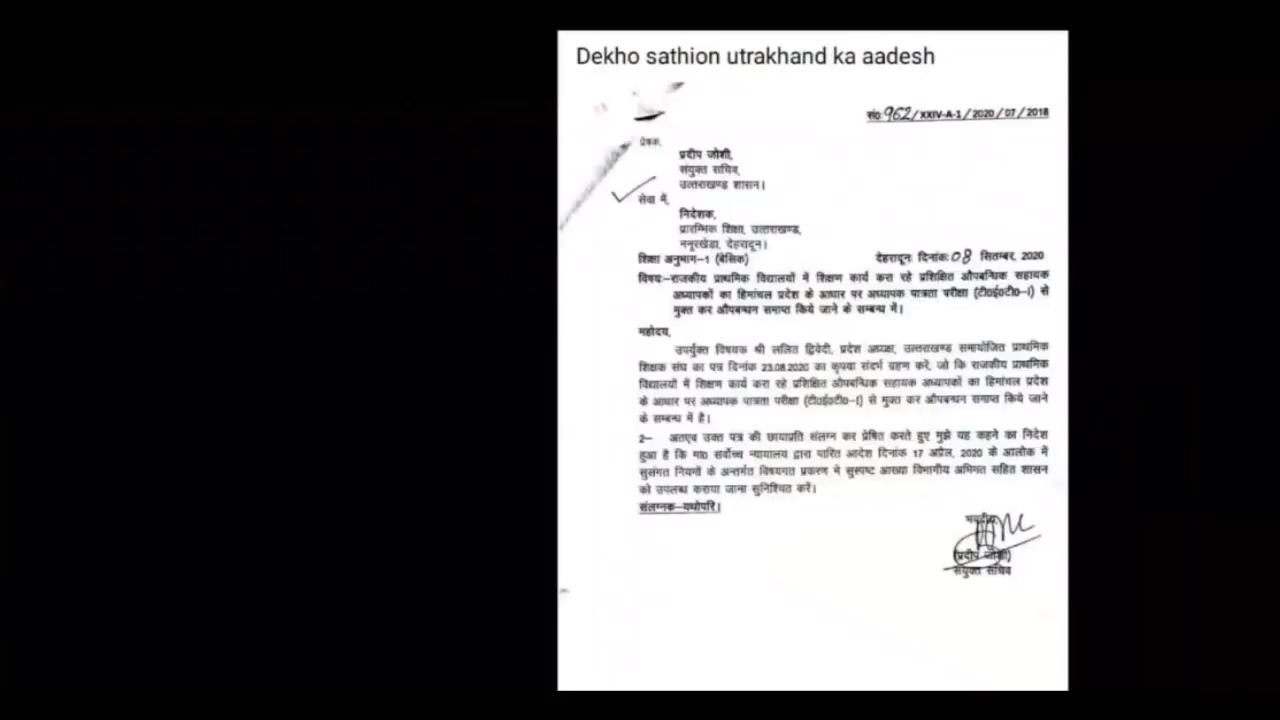 Dekho sathion utrakhand ka aadesh
सं0: 962/XXIV-A-1/2020/07/2018
प्रेषक,
प्रदीप जोशी,
संयुक्त सचिव,
उत्तराखण्ड शासन।
सेवा में,
निदेशक,
प्रारम्भिक शिक्षा, उत्तराखण्ड,
ननूरखेडा, देहरादून।
शिक्षा अनुभाग-1 (बेसिक) देहरादून: दिनांक: 08 सितम्बर, 2020
विषय:-राजकीय प्राथमिक विद्यालयों में शिक्षण कार्य करा रहे प्रशिक्षित औपबन्धिक सहायक
अध्यापकों का हिमांचल प्रदेश के आधार पर अध्यापक पात्रता परीक्षा (टी0ई0टी0-I) से
मुक्त कर औपबन्धन समाप्त किये जाने के सम्बन्ध में।
महोदय,
उपर्युक्त विषयक श्री ललित द्विवेदी, प्रदेश अध्यक्ष, उत्तराखण्ड समायोजित प्राथमिक
शिक्षक संघ का पत्र दिनांक 23.08.2020 का कृपया संदर्भ ग्रहण करें, जो कि राजकीय प्राथमिक
विद्यालयों में शिक्षण कार्य करा रहे प्रशिक्षित औपबन्धिक सहायक अध्यापकों का हिमांचल प्रदेश
के आधार पर अध्यापक पात्रता परीक्षा (टी0ई0टी0-I) से मुक्त कर औपबन्धन समाप्त किये जाने
के सम्बन्ध में है।
2- अतएव उक्त पत्र की छायाप्रति संलग्न कर प्रेषित करते हुए मुझे यह कहने का निदेश
हुआ है कि मा0 सर्वोच्च न्यायालय द्वारा पारित आदेश दिनांक 17 अप्रैल, 2020 के आलोक में
सुसंगत नियमों के अन्तर्गत विषयगत प्रकरण मे सुस्पष्ट आख्या विभागीय अभिमत सहित शासन
को उपलब्ध कराया जाना सुनिश्चित करें।
संलग्नक-यथोपरि।
भवदीय
(प्रदीप जोशी)
संयुक्त सचिव